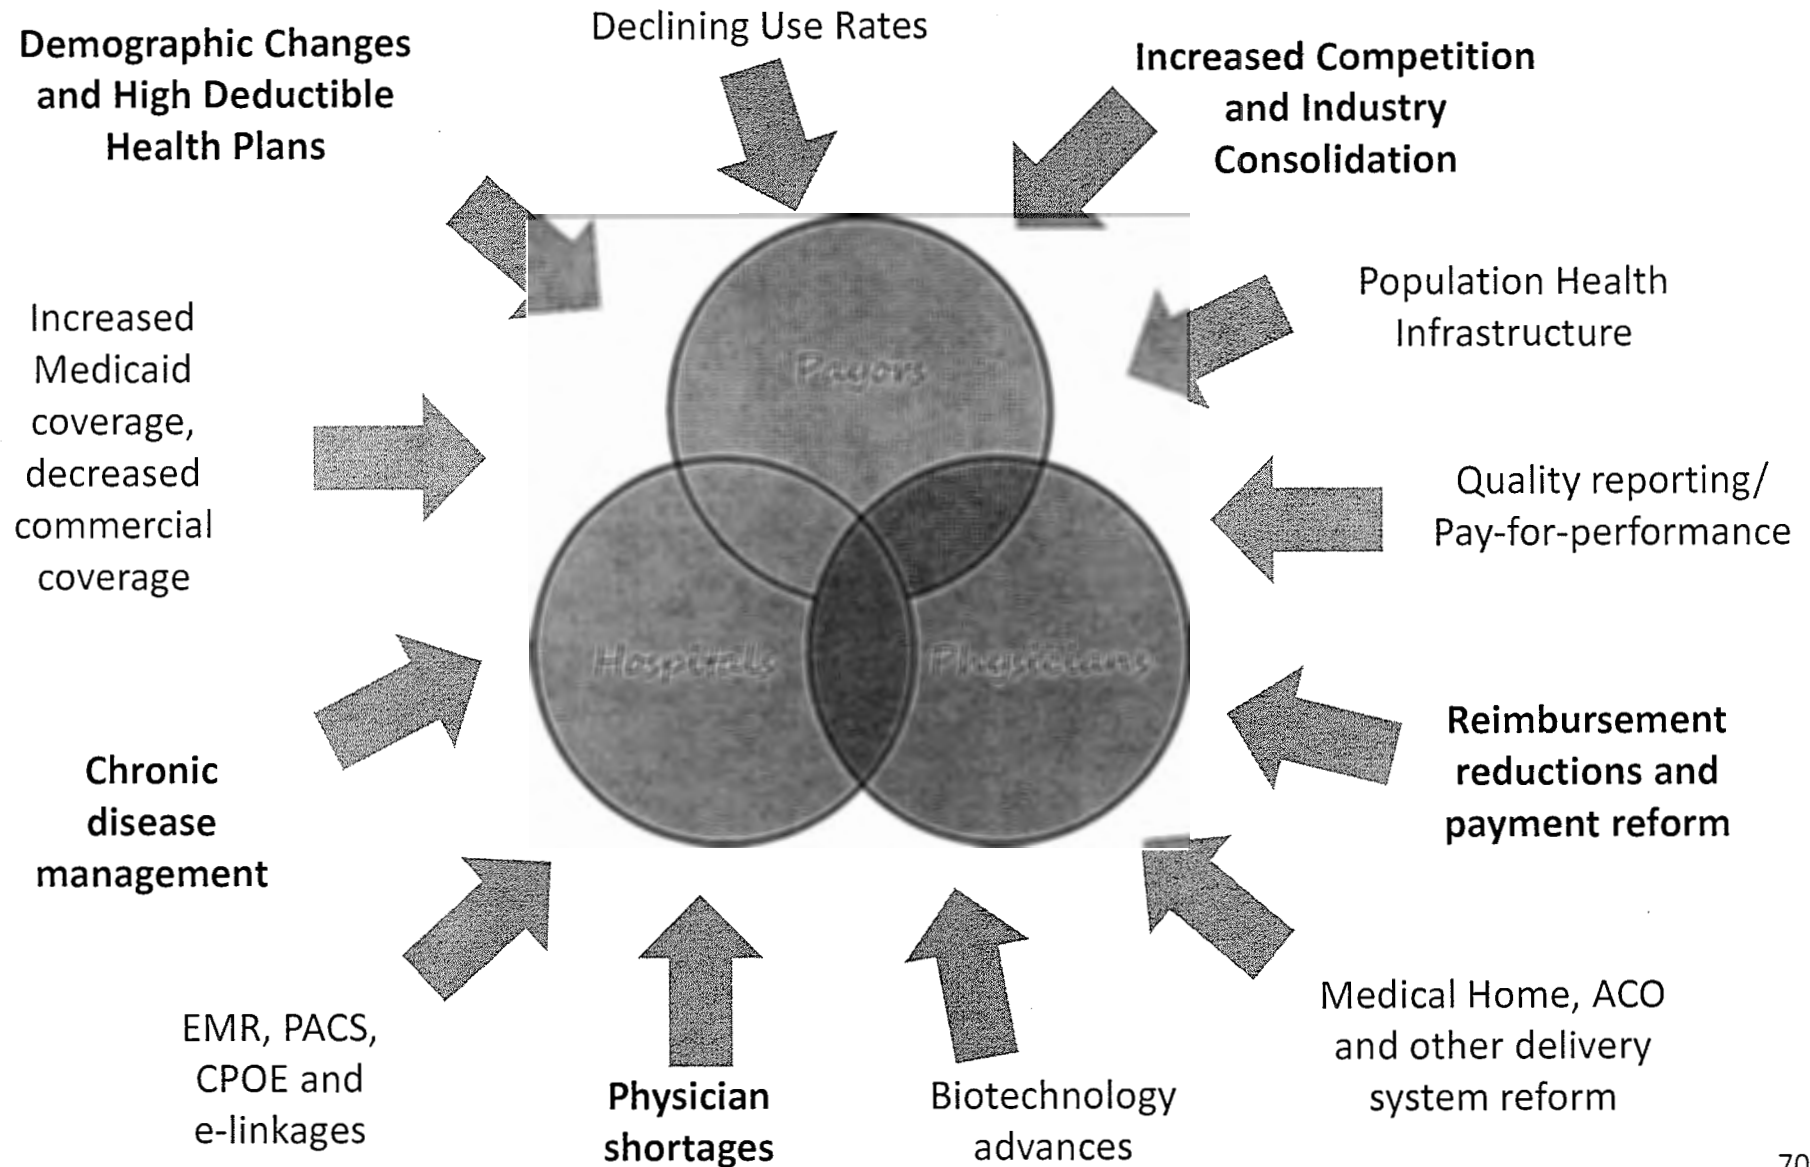 Declining Use Rates
Demographic Changes
and High Deductible
Health Plans
Increased Competition
and Industry
Consolidation
Population Health
Infrastructure
Increased
Medicaid
coverage,
decreased
commercial
coverage
Payors
Quality reporting/
Pay-for-performance
Hospitals
Physicians
Reimbursement
reductions and
payment reform
Chronic
disease
management
Medical Home, ACO
and other delivery
system reform
EMR, PACS,
CPOE and
e-linkages
Physician
shortages
Biotechnology
advances
70